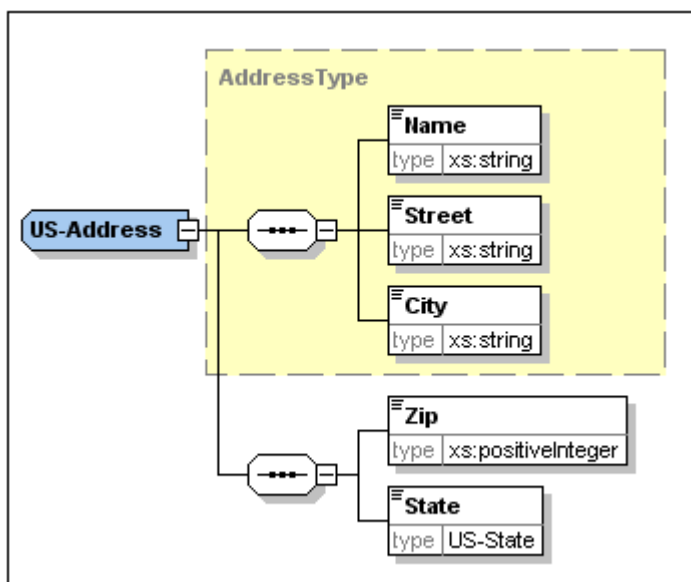 AddressType
Name
type xs:string
US-Address
Street
type xs:string
City
type xs:string
Zip
type xs:positiveInteger
State
type US-State